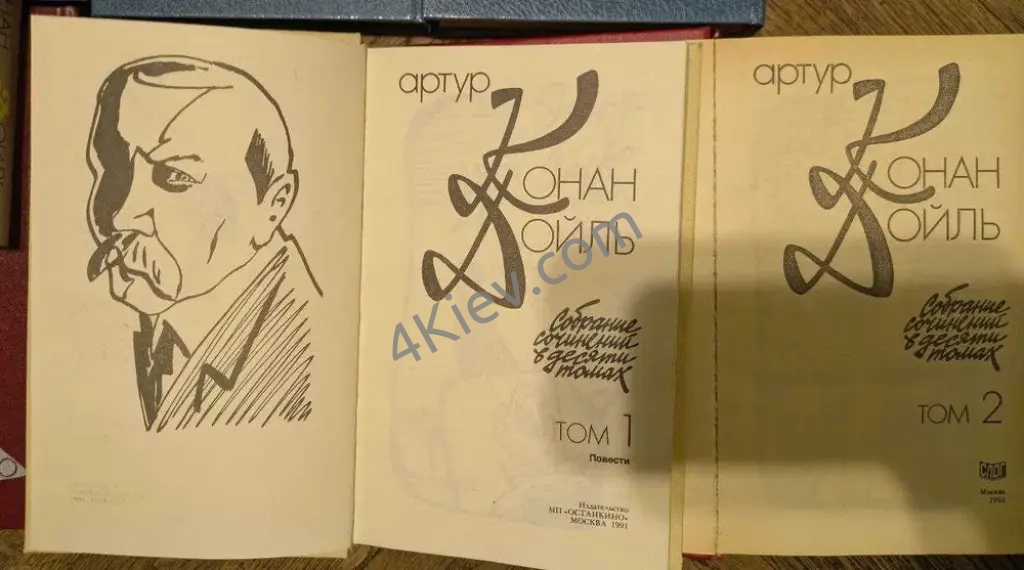 артур
Конан
Дойль
Собрание
сочинений
в десяти
томах
том 1
Повести
Издательство
МП «ОСТАНКИНО»
МОСКВА 1991
артур
Конан
Дойль
Собрание
сочинений
в десяти
томах
том 2
СЛОГ
Москва
4Kiev.com